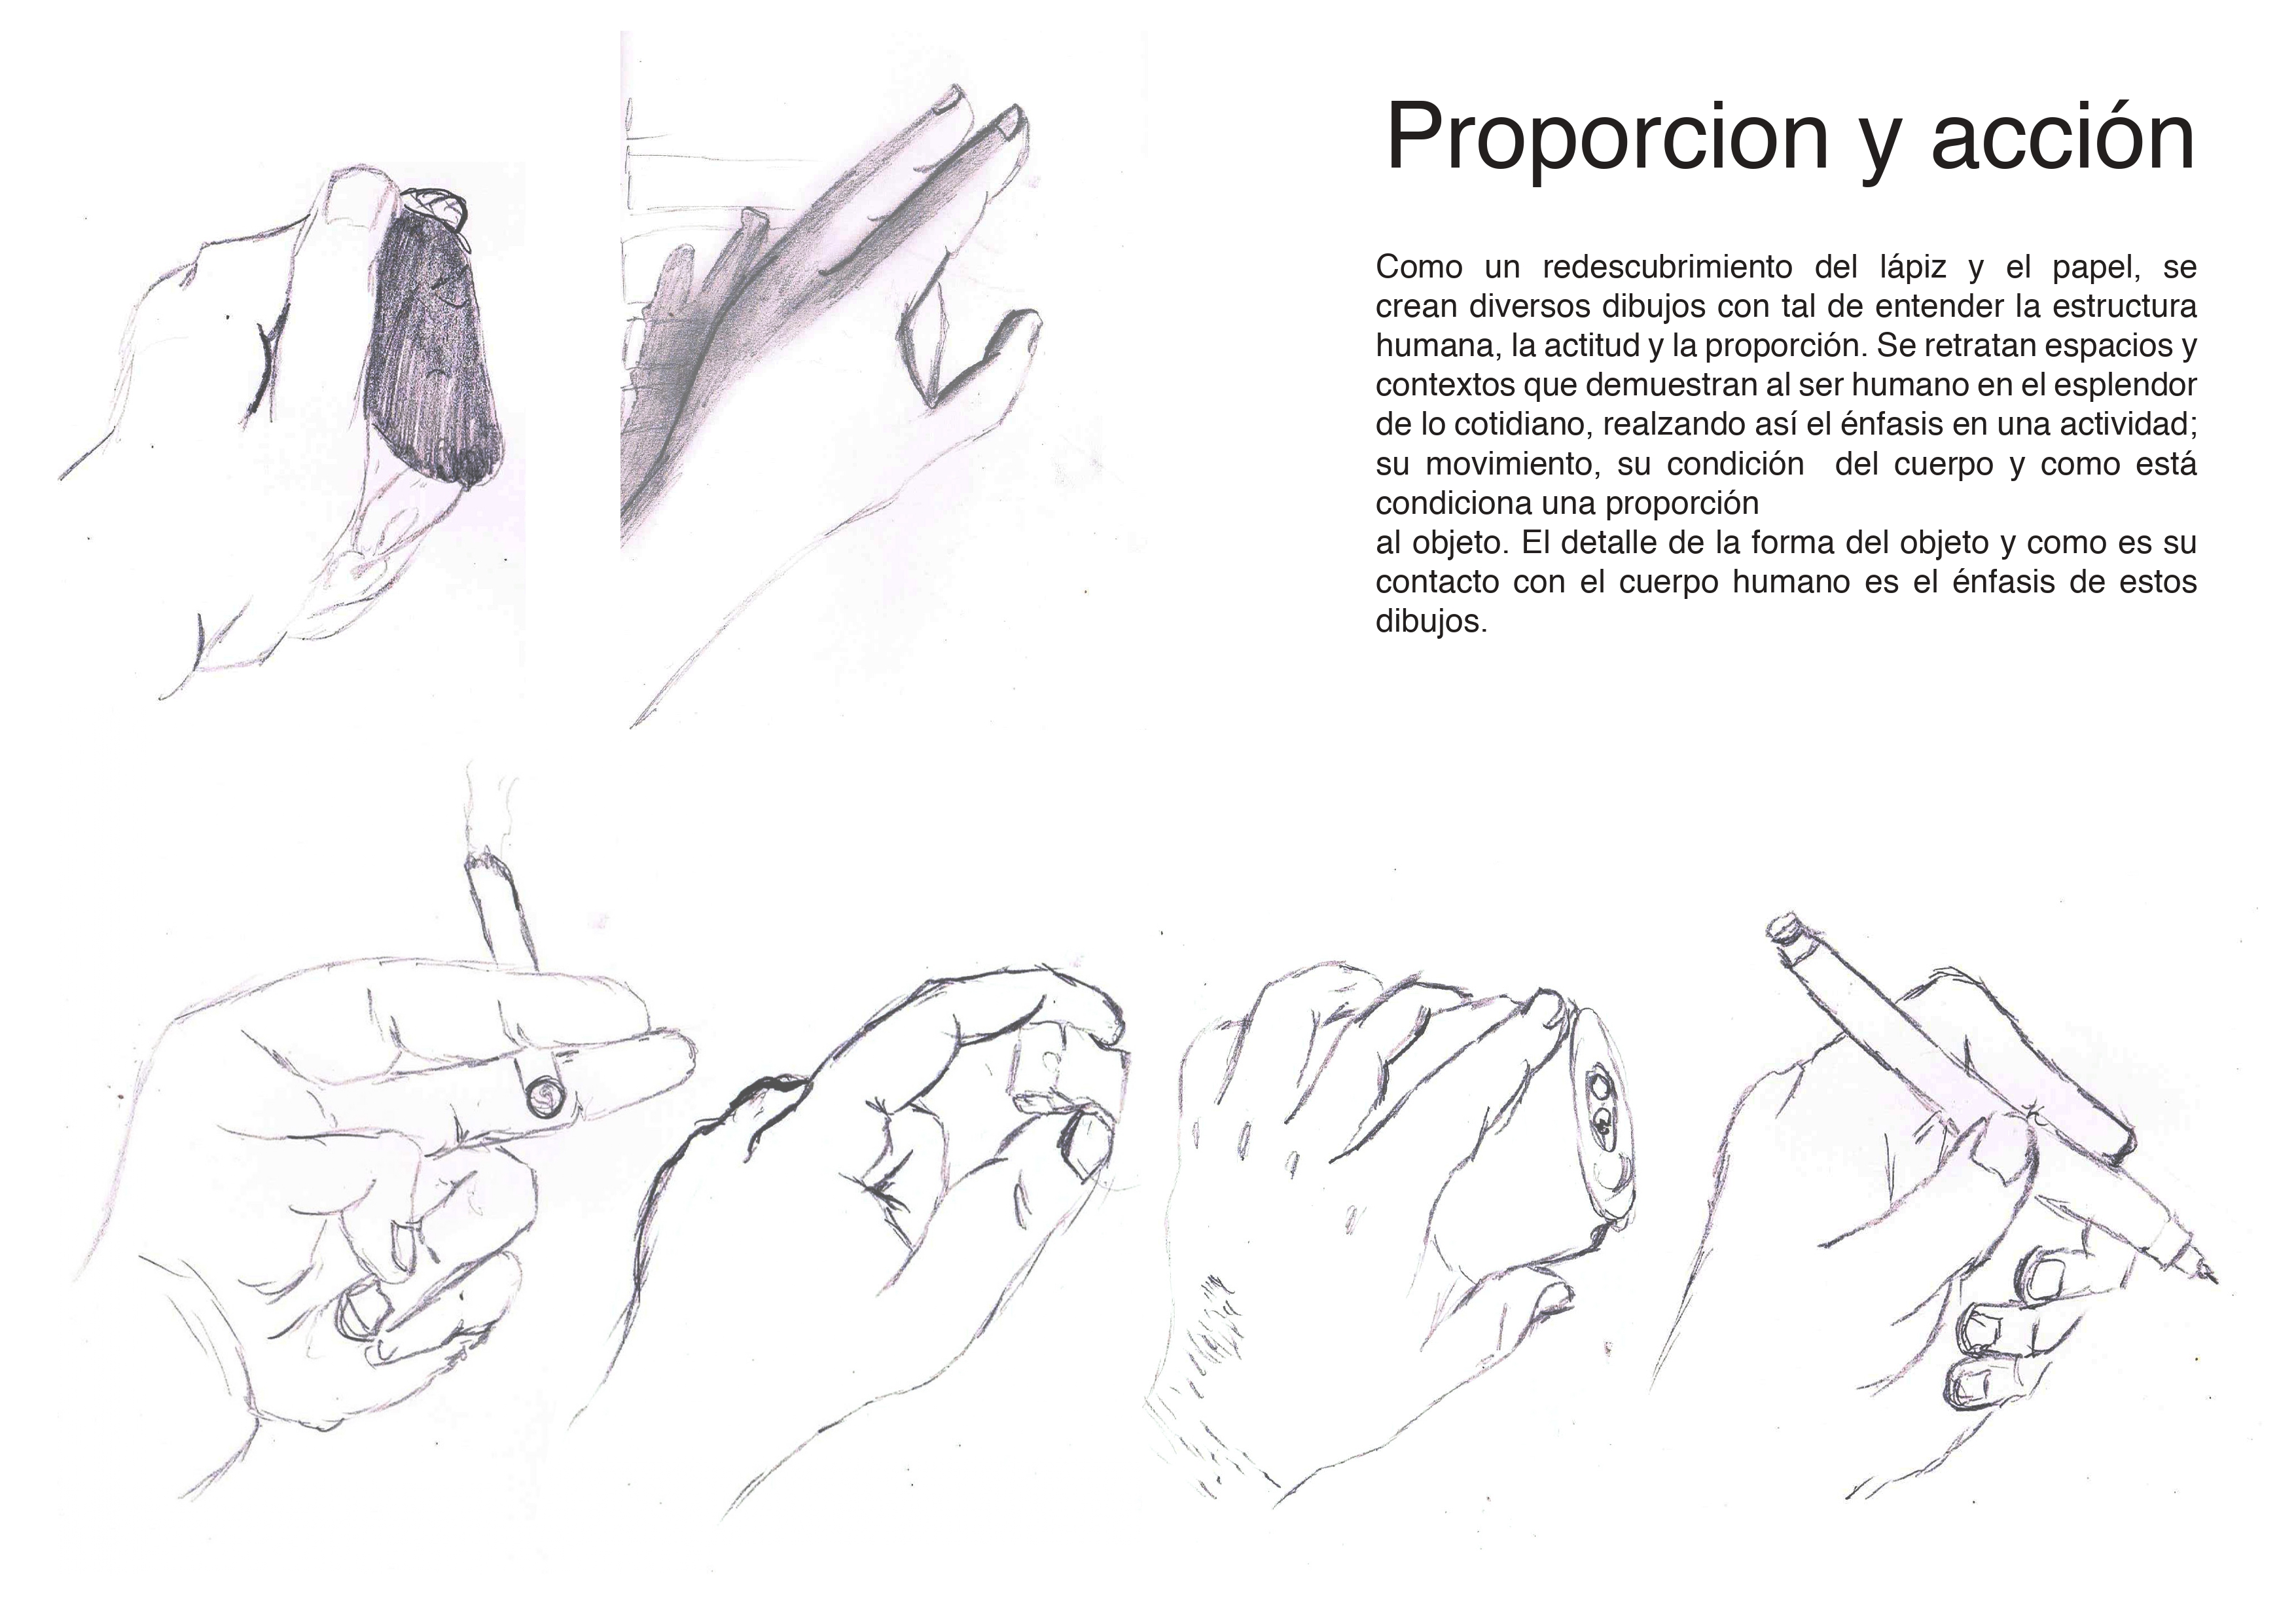 Proporcion y acción
Como un redescubrimiento del lápiz y el papel, se
crean diversos dibujos con tal de entender la estructura
humana, la actitud y la proporción. Se retratan espacios y
contextos que demuestran al ser humano en el esplendor
de lo cotidiano, realzando así el énfasis en una actividad;
su movimiento, su condición  del cuerpo y como está
condiciona una proporción
al objeto. El detalle de la forma del objeto y como es su
contacto con el cuerpo humano es el énfasis de estos
dibujos.